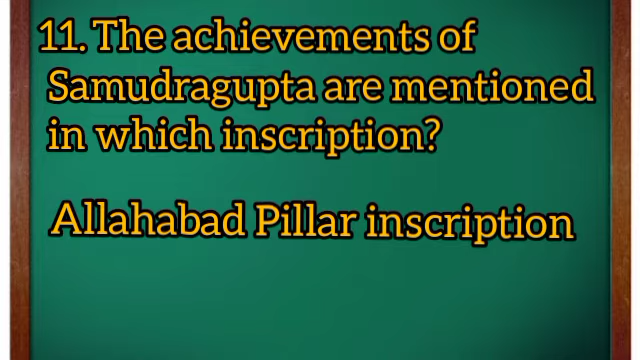 11. The achievements of
Samudragupta are mentioned
in which inscription?
Allahabad Pillar inscription